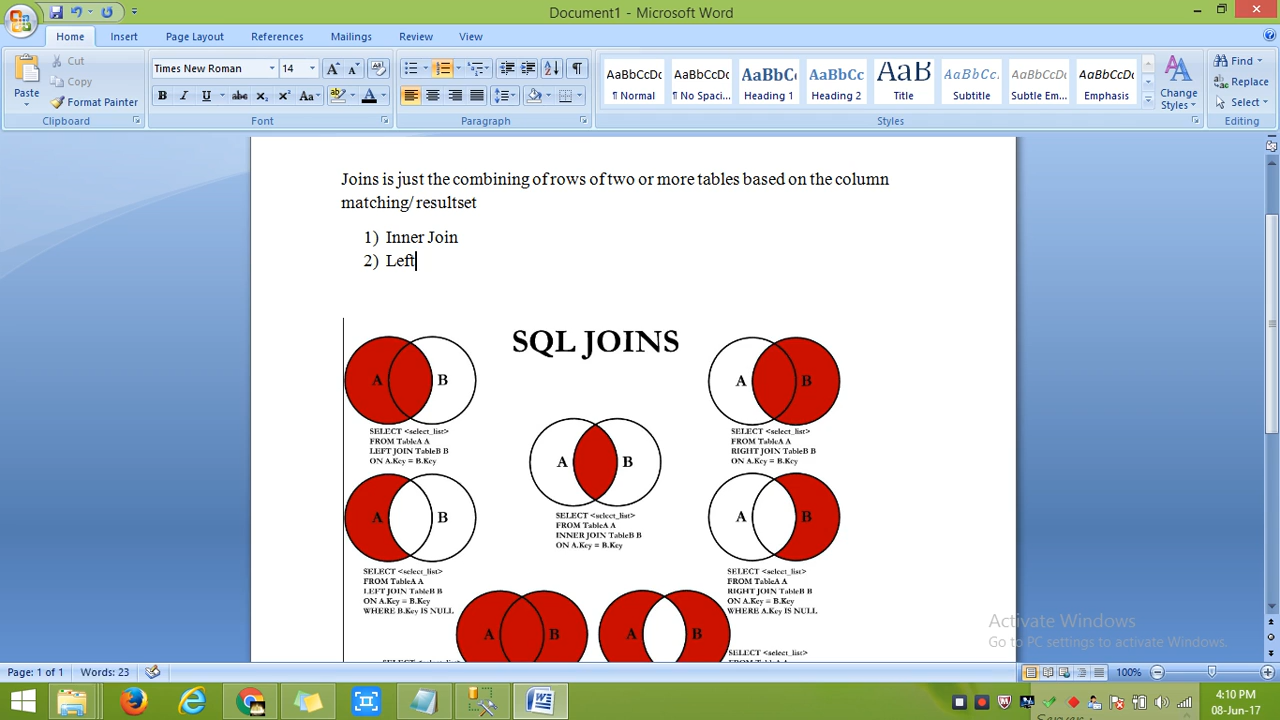 Document1 - Microsoft Word
Home Insert Page Layout References Mailings Review View
Paste
Cut
Copy
Format Painter
Clipboard
Times New Roman 14
Font
Paragraph
AaBbCcDc AaBbCcDc AaBbCc AaBbCc AaB AaBbCc. AaBbCcDc AaBbCcDc
¶ Normal ¶ No Spaci... Heading 1 Heading 2 Title Subtitle Subtle Em... Emphasis
Change
Styles
Styles
Find
Replace
Select
Editing
Joins is just the combining of rows of two or more tables based on the column
matching/ resultset
1) Inner Join
2) Left
SQL JOINS
A B
SELECT <select_list>
FROM TableA A
LEFT JOIN TableB B
ON A.Key = B.Key
A B
SELECT <select_list>
FROM TableA A
RIGHT JOIN TableB B
ON A.Key = B.Key
A B
SELECT <select_list>
FROM TableA A
INNER JOIN TableB B
ON A.Key = B.Key
A B
SELECT <select_list>
FROM TableA A
LEFT JOIN TableB B
ON A.Key = B.Key
WHERE B.Key IS NULL
A B
SELECT <select_list>
FROM TableA A
RIGHT JOIN TableB B
ON A.Key = B.Key
WHERE A.Key IS NULL
A B
A B
SELECT <select_list>
Activate Windows
Go to PC settings to activate Windows.
Page: 1 of 1 Words: 23
100%
4:10 PM
08-Jun-17